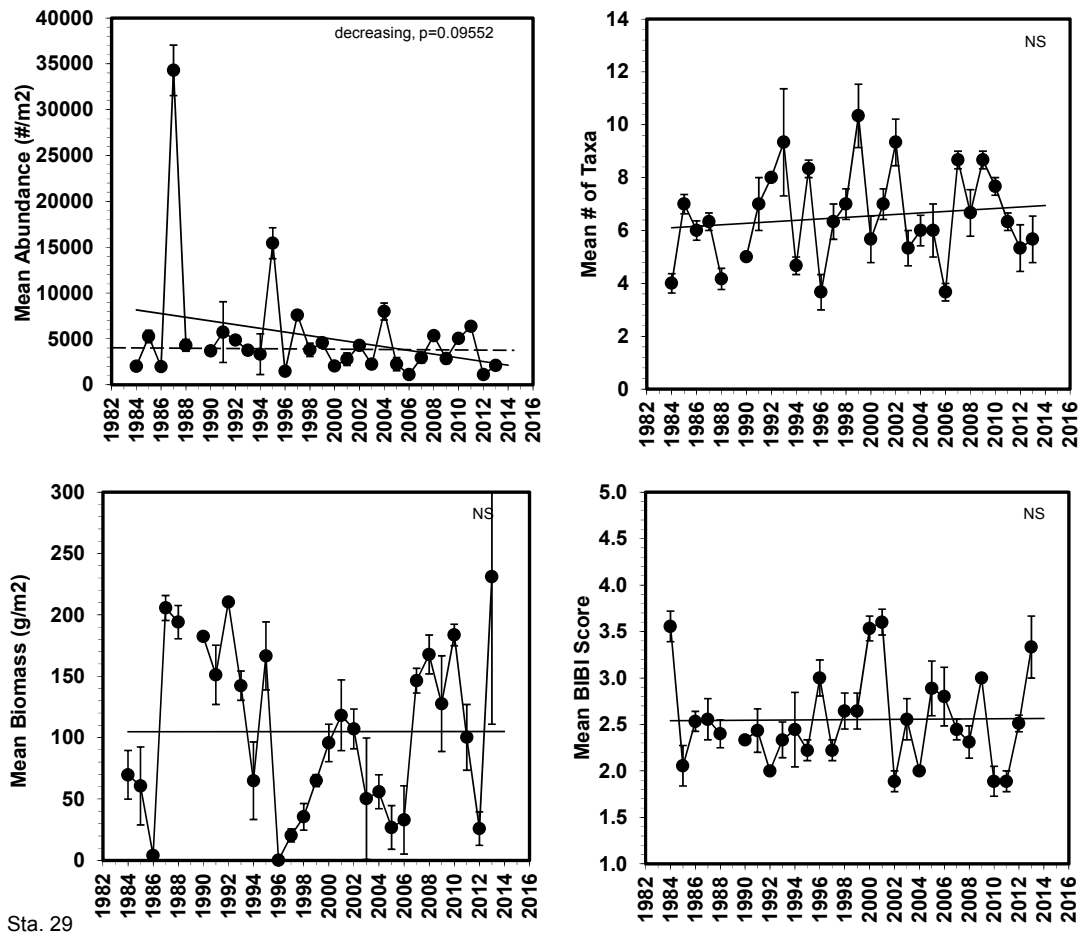 40000
35000
30000
25000
20000
15000
10000
5000
0
Mean Abundance (#/m2)
decreasing, p=0.09552
1982 1984 1986 1988 1990 1992 1994 1996 1998 2000 2002 2004 2006 2008 2010 2012 2014 2016
14
12
10
8
6
4
2
0
Mean # of Taxa
NS
1982 1984 1986 1988 1990 1992 1994 1996 1998 2000 2002 2004 2006 2008 2010 2012 2014 2016
300
250
200
150
100
50
0
Mean Biomass (g/m2)
NS
1982 1984 1986 1988 1990 1992 1994 1996 1998 2000 2002 2004 2006 2008 2010 2012 2014 2016
5.0
4.5
4.0
3.5
3.0
2.5
2.0
1.5
1.0
Mean BIBI Score
NS
1982 1984 1986 1988 1990 1992 1994 1996 1998 2000 2002 2004 2006 2008 2010 2012 2014 2016
Sta. 29